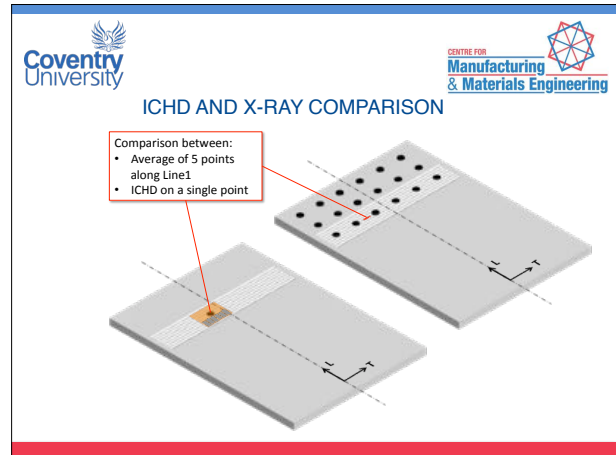 Coventry
University
CENTRE FOR
Manufacturing
& Materials Engineering
ICHD AND X-RAY COMPARISON
Comparison between:
• Average of 5 points
along Line1
• ICHD on a single point
L
T
L
T